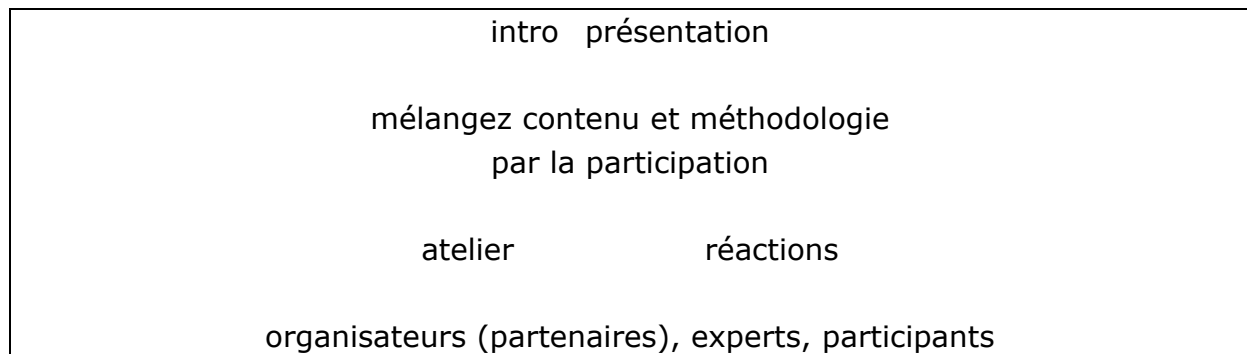 intro présentation
mélangez contenu et méthodologie
par la participation
atelier réactions
organisateurs (partenaires), experts, participants